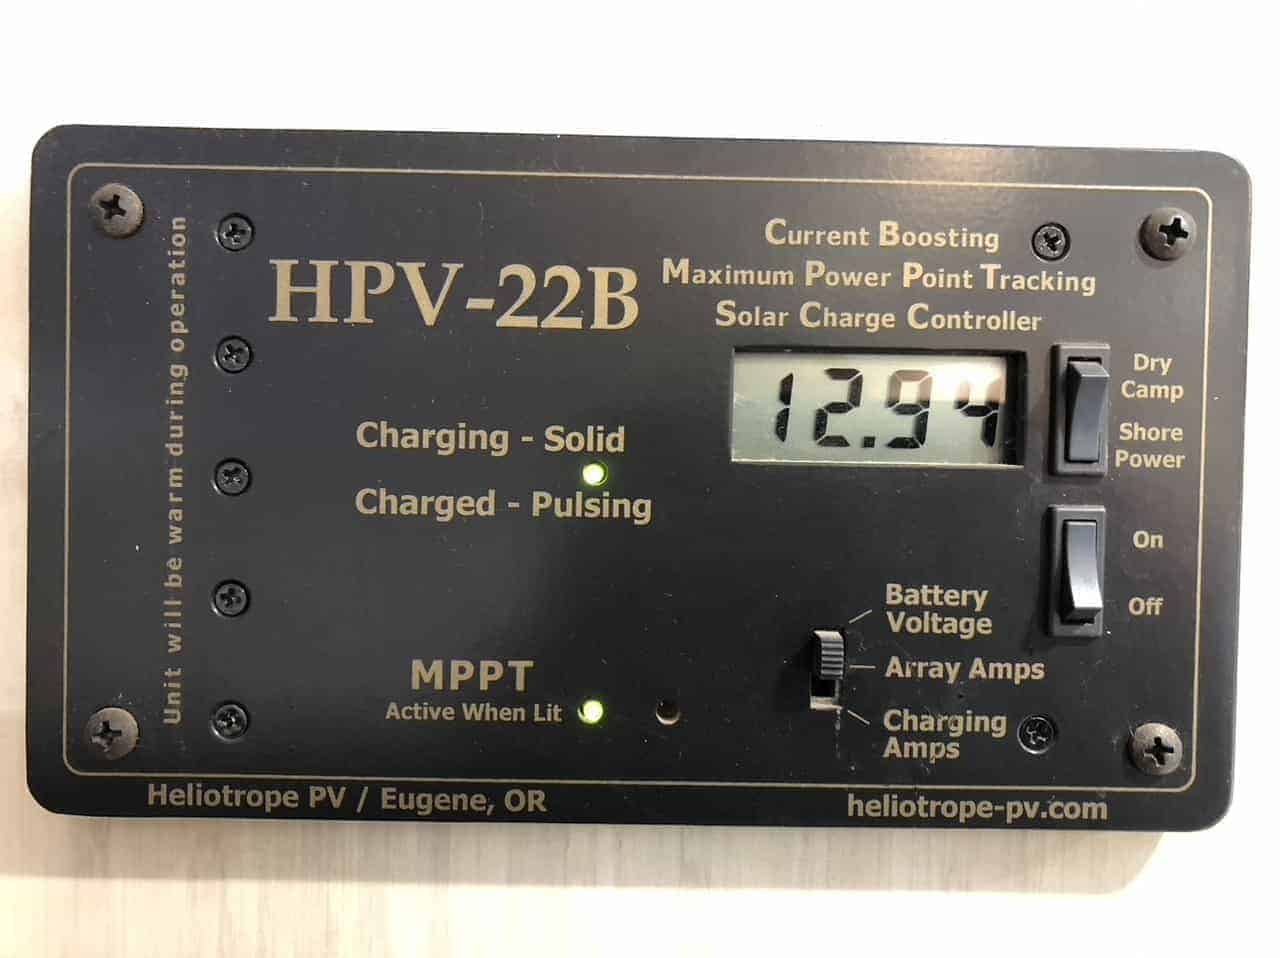 Unit will be warm during operation
HPV-22B
Current Boosting
Maximum Power Point Tracking
Solar Charge Controller
12.94
Dry
Camp
Shore
Power
Charging - Solid
Charged - Pulsing
On
Off
Battery
Voltage
Array Amps
Charging
Amps
MPPT
Active When Lit
Heliotrope PV / Eugene, OR
heliotrope-pv.com